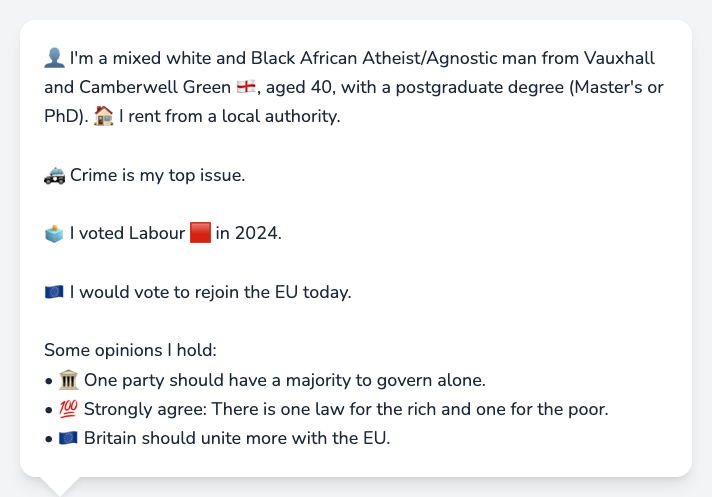 👤 I'm a mixed white and Black African Atheist/Agnostic man from Vauxhall
and Camberwell Green 🏴󠁧󠁢󠁥󠁮󠁧󠁿, aged 40, with a postgraduate degree (Master's or
PhD). 🏠 I rent from a local authority.
🚓 Crime is my top issue.
🗳️ I voted Labour 🟥 in 2024.
🇪🇺 I would vote to rejoin the EU today.
Some opinions I hold:
• 🏛️ One party should have a majority to govern alone.
• 💯 Strongly agree: There is one law for the rich and one for the poor.
• 🇪🇺 Britain should unite more with the EU.